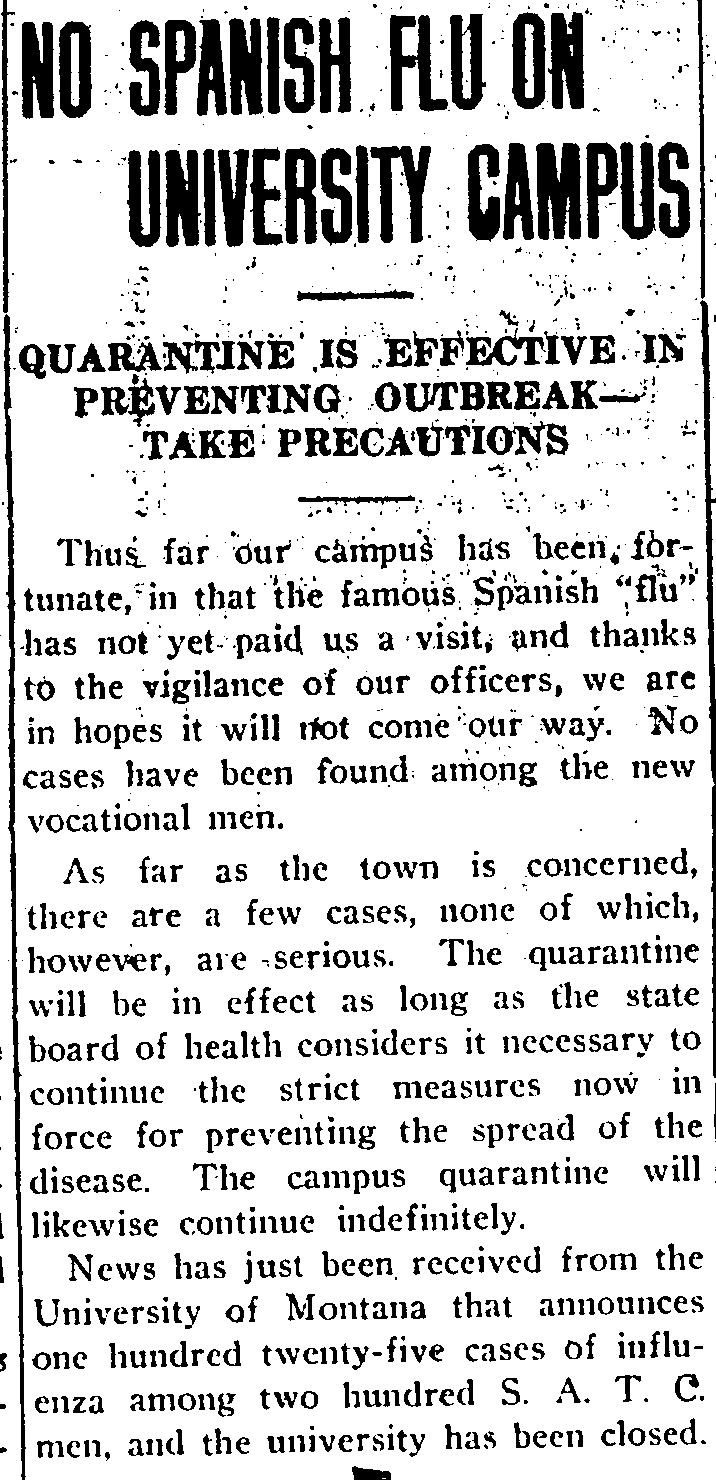 NO SPANISH FLU ON
UNIVERSITY CAMPUS
QUARANTINE IS EFFECTIVE IN
PREVENTING OUTBREAK—
TAKE PRECAUTIONS
Thus far our campus has been for-
tunate, in that the famous Spanish "flu"
has not yet paid us a visit, and thanks
to the vigilance of our officers, we are
in hopes it will not come our way. No
cases have been found among the new
vocational men.
As far as the town is concerned,
there are a few cases, none of which,
however, are serious. The quarantine
will be in effect as long as the state
board of health considers it necessary to
continue the strict measures now in
force for preventing the spread of the
disease. The campus quarantine will
likewise continue indefinitely.
News has just been received from the
University of Montana that announces
one hundred twenty-five cases of influ-
enza among two hundred S. A. T. C.
men, and the university has been closed.